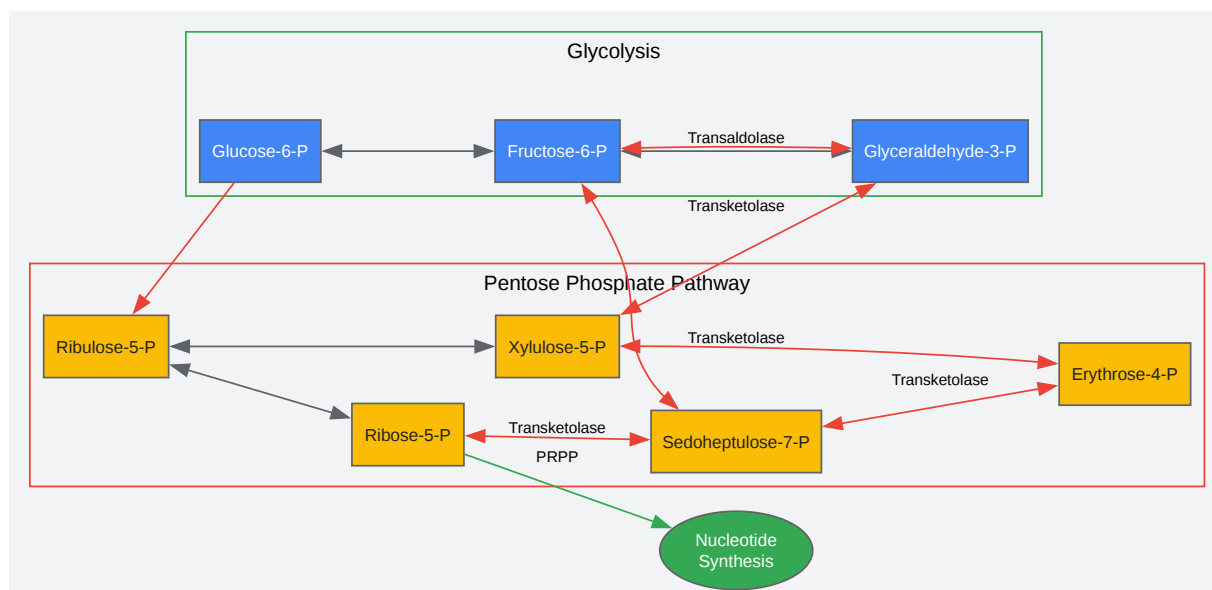 Glycolysis
Transaldolase
Glucose-6-P
Fructose-6-P
Glyceraldehyde-3-P
Transketolase
Pentose Phosphate Pathway
Ribulose-5-P
Xylulose-5-P
Transketolase
Erythrose-4-P
Transketolase
Ribose-5-P
Transketolase
Sedoheptulose-7-P
PRPP
Nucleotide
Synthesis